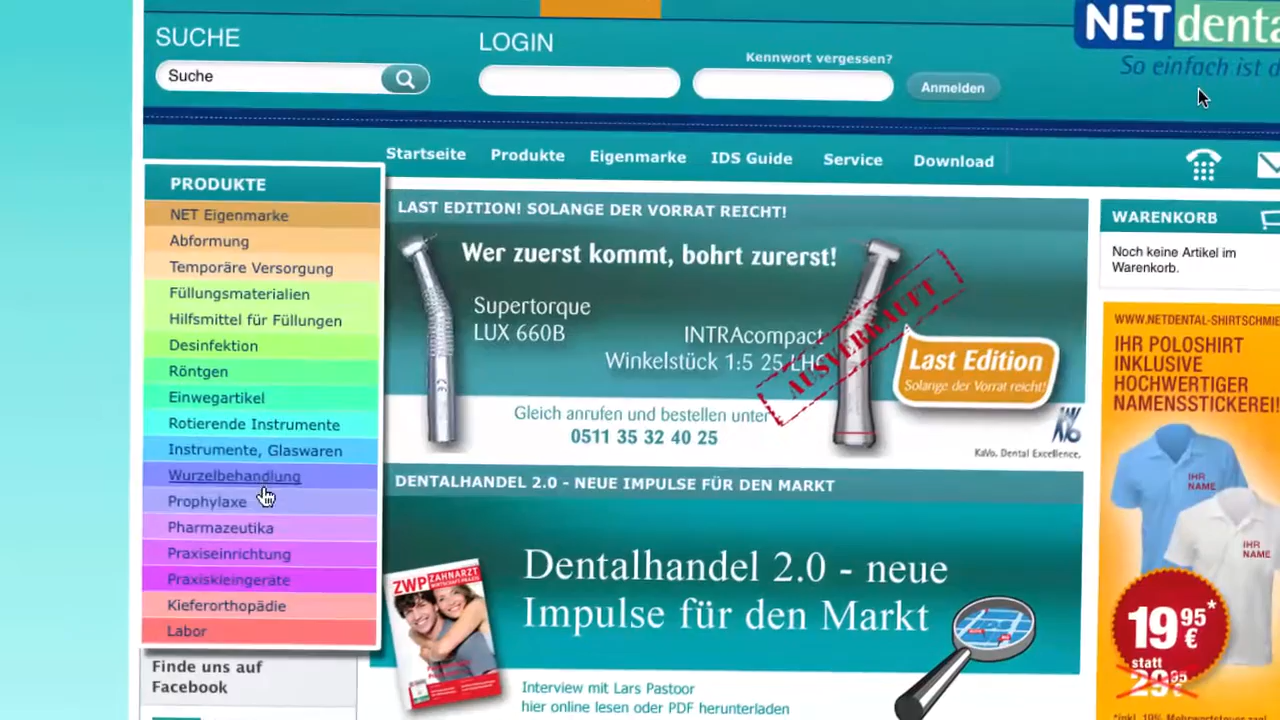 NETdental
So einfach ist d
SUCHE
Suche
LOGIN
Kennwort vergessen?
Anmelden
Startseite
Produkte
Eigenmarke
IDS Guide
Service
Download
PRODUKTE
NET Eigenmarke
Abformung
Temporäre Versorgung
Füllungsmaterialien
Hilfsmittel für Füllungen
Desinfektion
Röntgen
Einwegartikel
Rotierende Instrumente
Instrumente, Glaswaren
Wurzelbehandlung
Prophylaxe
Pharmazeutika
Praxiseinrichtung
Praxiskleingeräte
Kieferorthopädie
Labor
Finde uns auf
Facebook
LAST EDITION! SOLANGE DER VORRAT REICHT!
Wer zuerst kommt, bohrt zurerst!
Supertorque
LUX 660B
INTRAcompact
Winkelstück 1:5 25 LHC
AUSVERKAUFT
Last Edition
Solange der Vorrat reicht!
Gleich anrufen und bestellen unter
0511 35 32 40 25
KaVo. Dental Excellence.
DENTALHANDEL 2.0 - NEUE IMPULSE FÜR DEN MARKT
Dentalhandel 2.0 - neue
Impulse für den Markt
ZWP ZAHNARZT
Interview mit Lars Pastoor
hier online lesen oder PDF herunterladen
WARENKORB
Noch keine Artikel im
Warenkorb.
WWW.NETDENTAL-SHIRTSCHMIE
IHR POLOSHIRT
INKLUSIVE
HOCHWERTIGER
NAMENSSTICKEREI
IHR
NAME
IHR
NAME
19 95*
€
statt
29 95
€
*inkl. 19% Mehrwertsteuer zzgl.